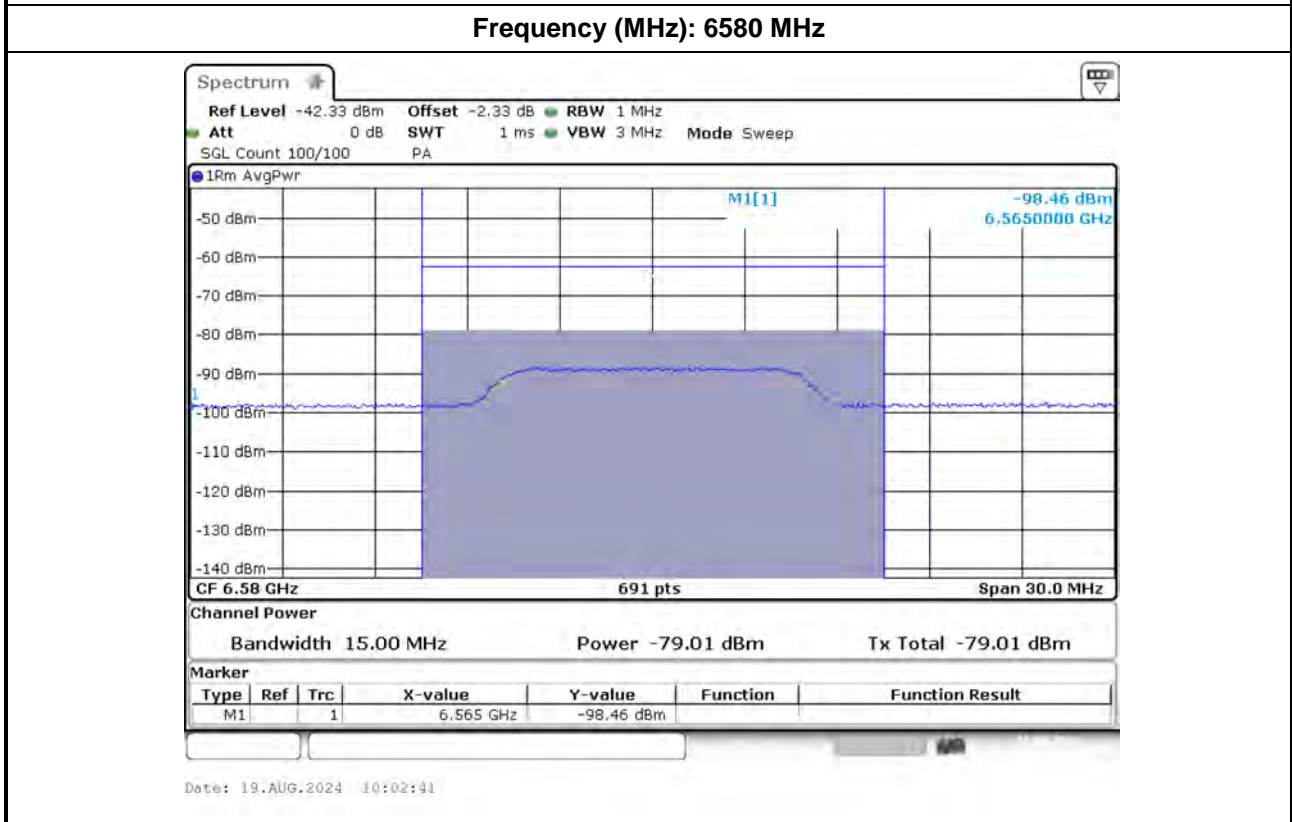 Frequency (MHz): 6580 MHz
Spectrum
Ref Level -42.33 dBm Offset -2.33 dB RBW 1 MHz
Att 0 dB SWT 1 ms VBW 3 MHz Mode Sweep
SGL Count 100/100 PA
1Rm AvgPwr
M1[1] -98.46 dBm
6.5650000 GHz
-50 dBm
-60 dBm
-70 dBm
-80 dBm
-90 dBm
1
-100 dBm
-110 dBm
-120 dBm
-130 dBm
-140 dBm
CF 6.58 GHz 691 pts Span 30.0 MHz
Channel Power
Bandwidth 15.00 MHz Power -79.01 dBm Tx Total -79.01 dBm
Marker
Type Ref Trc X-value Y-value Function Function Result
M1 1 6.565 GHz -98.46 dBm
Date: 19.AUG.2024 10:02:41